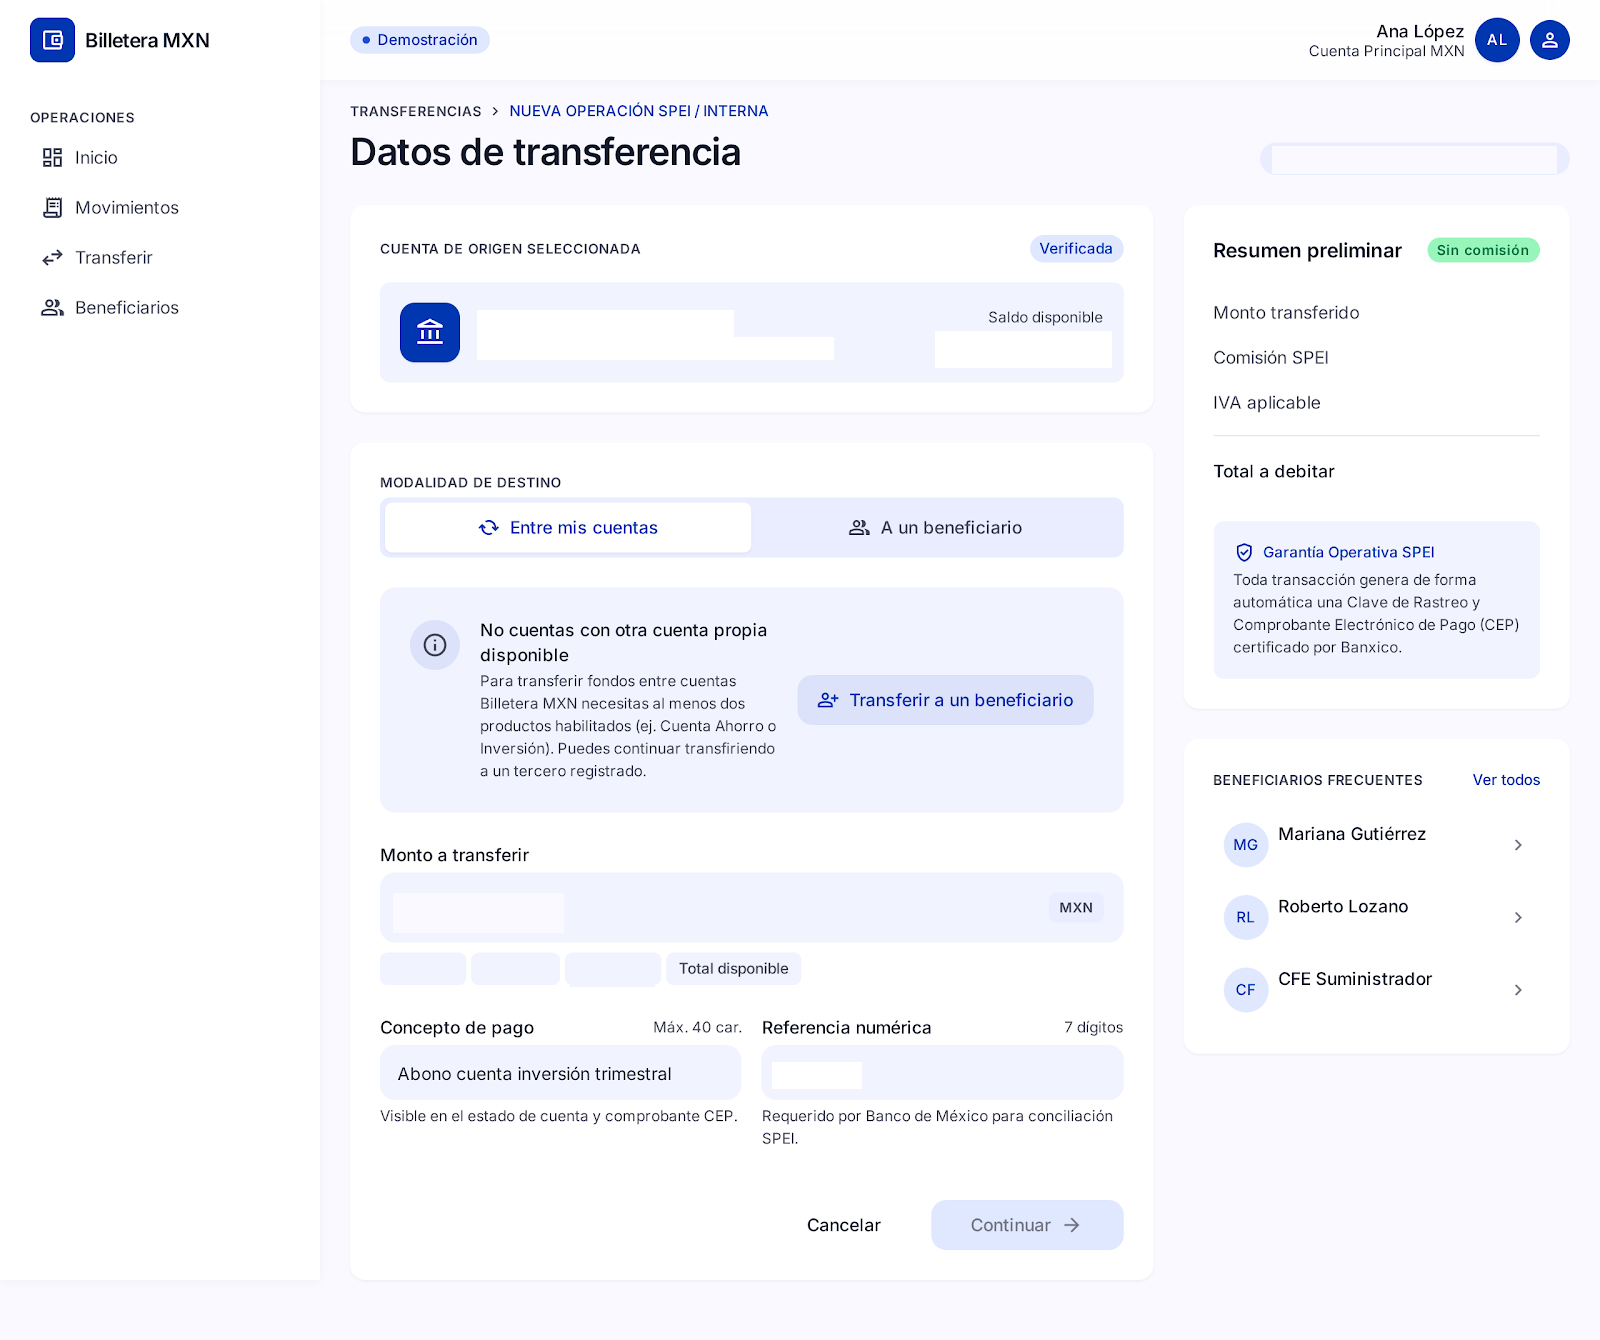 Billetera MXN
OPERACIONES
Inicio
Movimientos
Transferir
Beneficiarios
Demostración
Ana López
Cuenta Principal MXN
AL
TRANSFERENCIAS > NUEVA OPERACIÓN SPEI / INTERNA
Datos de transferencia
CUENTA DE ORIGEN SELECCIONADA
Verificada
Saldo disponible
MODALIDAD DE DESTINO
Entre mis cuentas
A un beneficiario
No cuentas con otra cuenta propia
disponible
Para transferir fondos entre cuentas
Billetera MXN necesitas al menos dos
productos habilitados (ej. Cuenta Ahorro o
Inversión). Puedes continuar transfiriendo
a un tercero registrado.
Transferir a un beneficiario
Monto a transferir
MXN
Total disponible
Concepto de pago
Máx. 40 car.
Abono cuenta inversión trimestral
Visible en el estado de cuenta y comprobante CEP.
Referencia numérica
7 dígitos
Requerido por Banco de México para conciliación
SPEI.
Cancelar
Continuar
Resumen preliminar
Sin comisión
Monto transferido
Comisión SPEI
IVA aplicable
Total a debitar
Garantía Operativa SPEI
Toda transacción genera de forma
automática una Clave de Rastreo y
Comprobante Electrónico de Pago (CEP)
certificado por Banxico.
BENEFICIARIOS FRECUENTES
Ver todos
MG
Mariana Gutiérrez
RL
Roberto Lozano
CF
CFE Suministrador